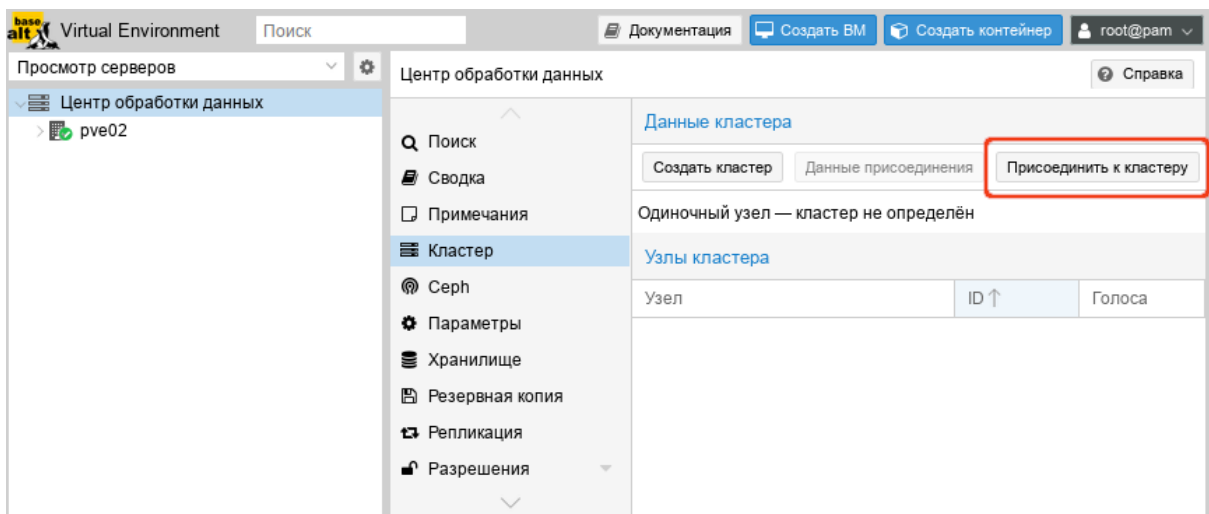 base
alt Virtual Environment Поиск Документация Создать ВМ Создать контейнер root@pam
Просмотр серверов
Центр обработки данных
pve02
Центр обработки данных Справка
Поиск
Сводка
Примечания
Кластер
Ceph
Параметры
Хранилище
Резервная копия
Репликация
Разрешения
Данные кластера
Создать кластер Данные присоединения Присоединить к кластеру
Одиночный узел — кластер не определён
Узлы кластера
Узел ID Голоса